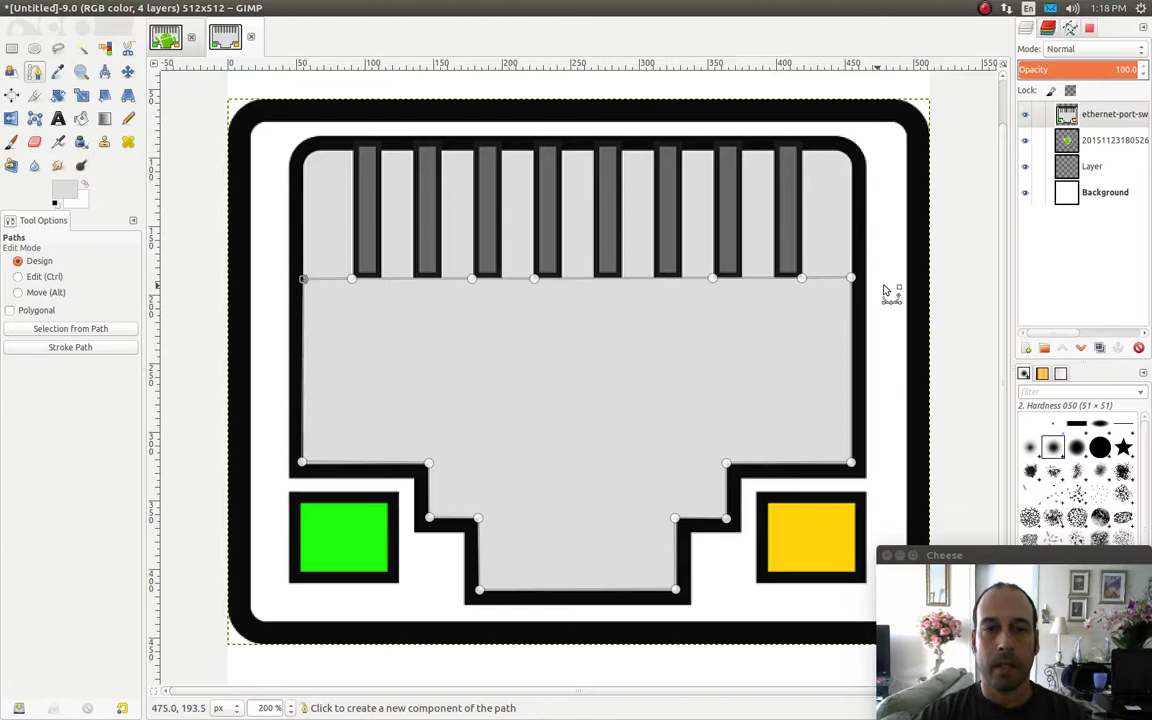 *[Untitled]-9.0 (RGB color, 4 layers) 512x512 – GIMP
En
1:18 PM
0 50 100 150 200 250 300 350 400 450 500 550
Mode: Normal
Opacity 100.0
Lock:
ethernet-port-sw
20151123180526
Layer
Background
Tool Options
Paths
Edit Mode
Design
Edit (Ctrl)
Move (Alt)
Polygonal
Selection from Path
Stroke Path
filter
2. Hardness 050 (51 × 51)
Cheese
475.0, 193.5 px 200 % Click to create a new component of the path